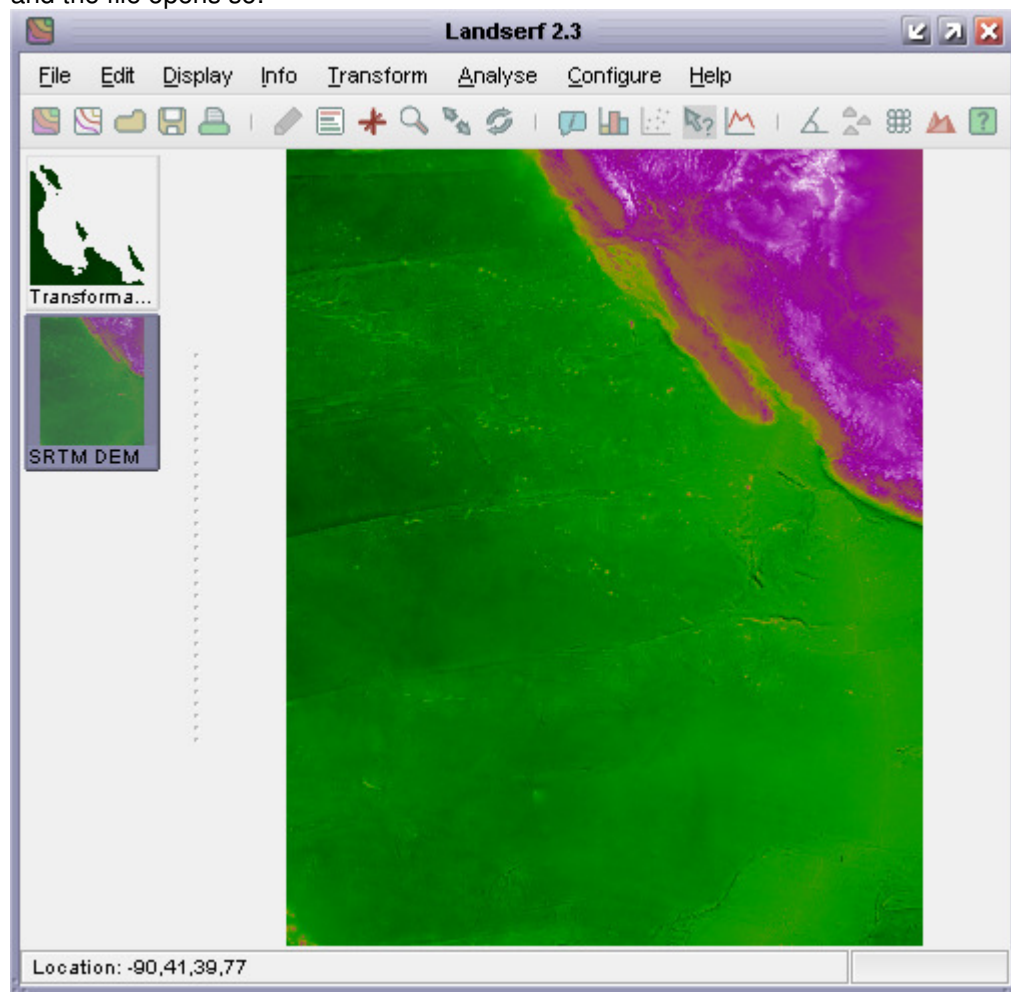 and the file opens so:
Landserf 2.3
File Edit Display Info Transform Analyse Configure Help
Transforma...
SRTM DEM
Location: -90,41,39,77